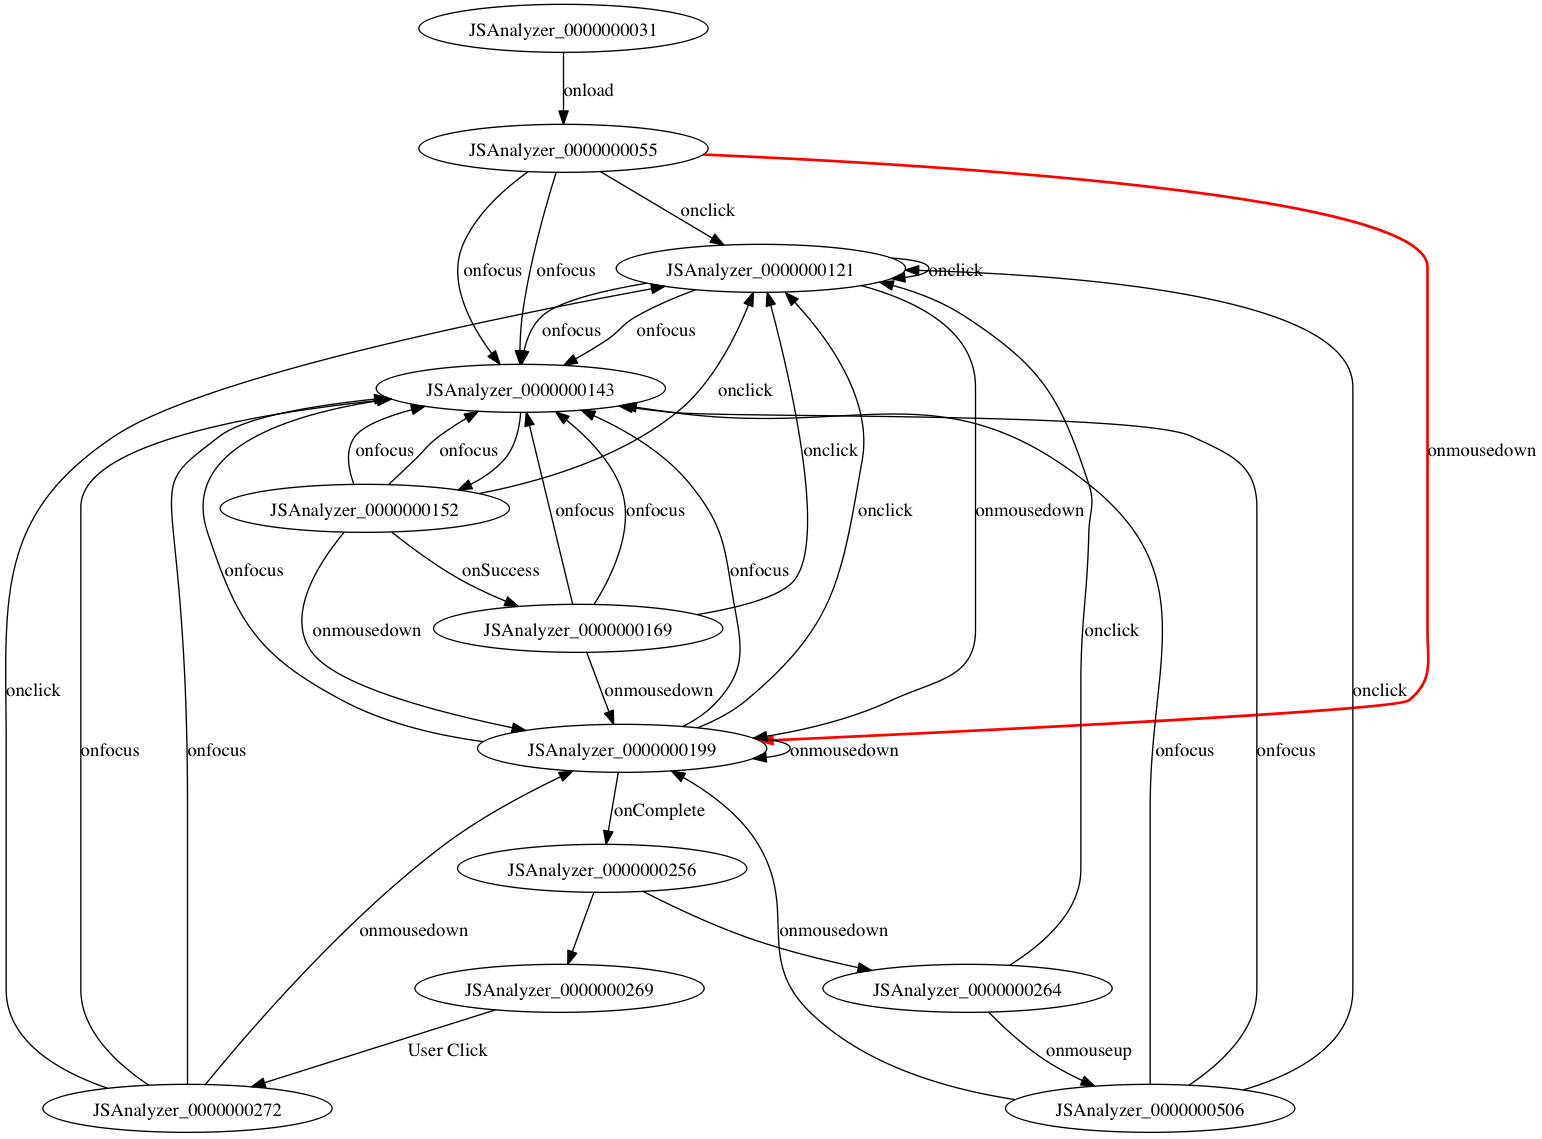 JSAnalyzer_0000000031
onload
JSAnalyzer_0000000055
onclick
onfocus
onfocus
JSAnalyzer_0000000121
onclick
onfocus
onfocus
JSAnalyzer_0000000143
onclick
onfocus
onfocus
onclick
onmousedown
JSAnalyzer_0000000152
onfocus
onfocus
onclick
onmousedown
onfocus
onSuccess
onfocus
onmousedown
JSAnalyzer_0000000169
onclick
onclick
onmousedown
onclick
onfocus
onfocus
JSAnalyzer_0000000199
onmousedown
onfocus
onfocus
onComplete
JSAnalyzer_0000000256
onmousedown
onmousedown
JSAnalyzer_0000000269
JSAnalyzer_0000000264
User Click
onmouseup
JSAnalyzer_0000000272
JSAnalyzer_0000000506